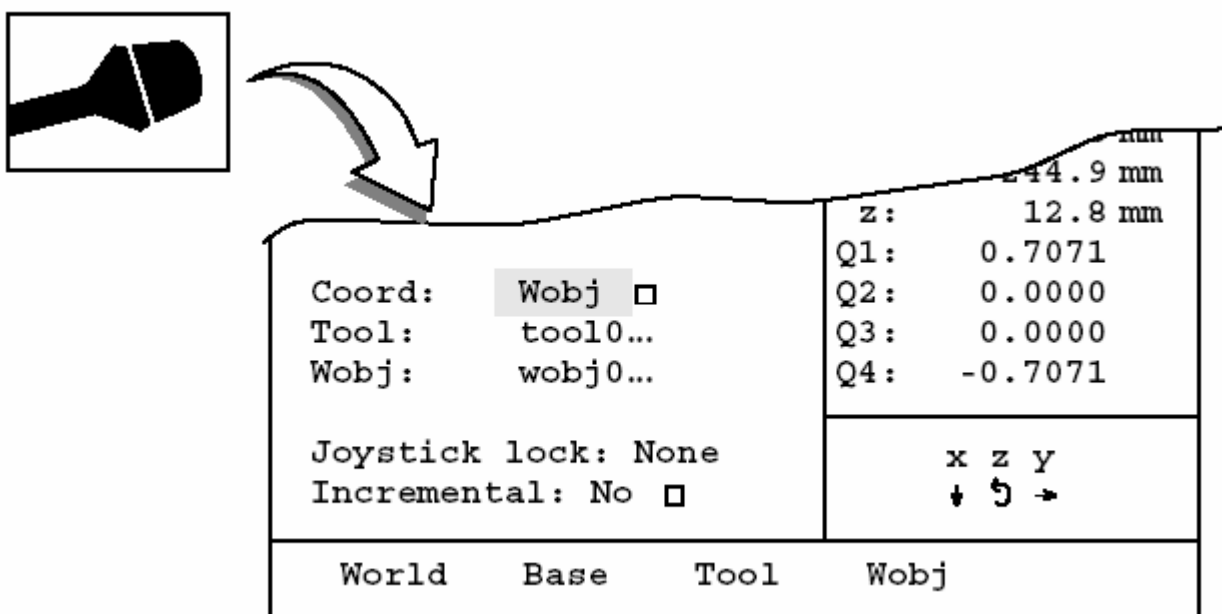 mm
44.9 mm
z: 12.8 mm
Q1: 0.7071
Coord: Wobj Q2: 0.0000
Tool: tool0... Q3: 0.0000
Wobj: wobj0... Q4: -0.7071
Joystick lock: None x z y
Incremental: No
World Base Tool Wobj